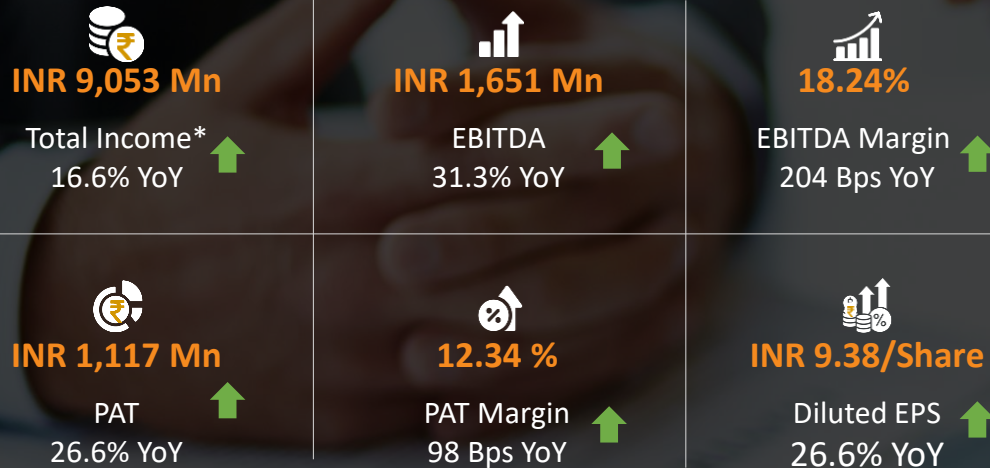 INR 9,053 Mn
Total Income*
16.6% YoY
INR 1,651 Mn
EBITDA
31.3% YoY
18.24%
EBITDA Margin
204 Bps YoY
INR 1,117 Mn
PAT
26.6% YoY
12.34 %
PAT Margin
98 Bps YoY
INR 9.38/Share
Diluted EPS
26.6% YoY